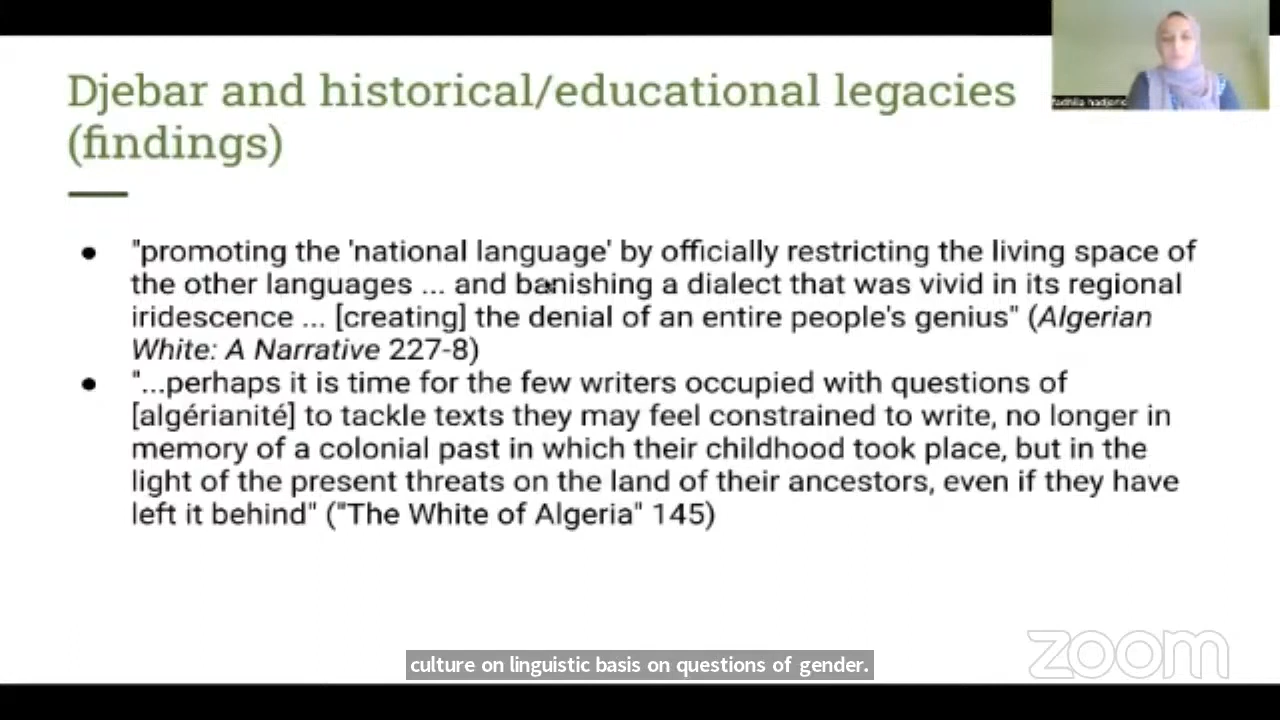 Djebar and historical/educational legacies
(findings)
● "promoting the 'national language' by officially restricting the living space of
the other languages ... and banishing a dialect that was vivid in its regional
iridescence ... [creating] the denial of an entire people's genius" (Algerian
White: A Narrative 227-8)
● "...perhaps it is time for the few writers occupied with questions of
[algérianité] to tackle texts they may feel constrained to write, no longer in
memory of a colonial past in which their childhood took place, but in the
light of the present threats on the land of their ancestors, even if they have
left it behind" ("The White of Algeria" 145)
zoom
culture on linguistic basis on questions of gender.